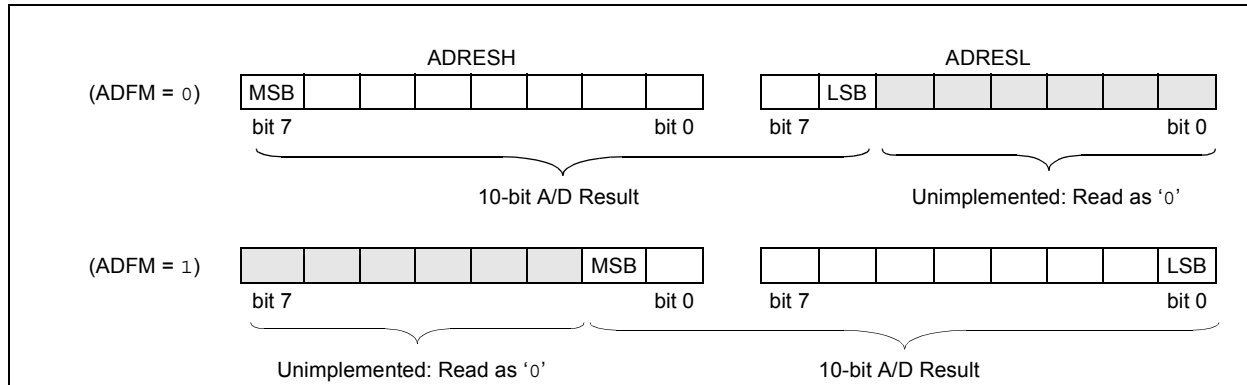 ADRESH ADRESL
(ADFM = 0) MSB LSB
bit 7 bit 0 bit 7 bit 0
10-bit A/D Result Unimplemented: Read as ‘0’
(ADFM = 1) MSB LSB
bit 7 bit 0 bit 7 bit 0
Unimplemented: Read as ‘0’ 10-bit A/D Result